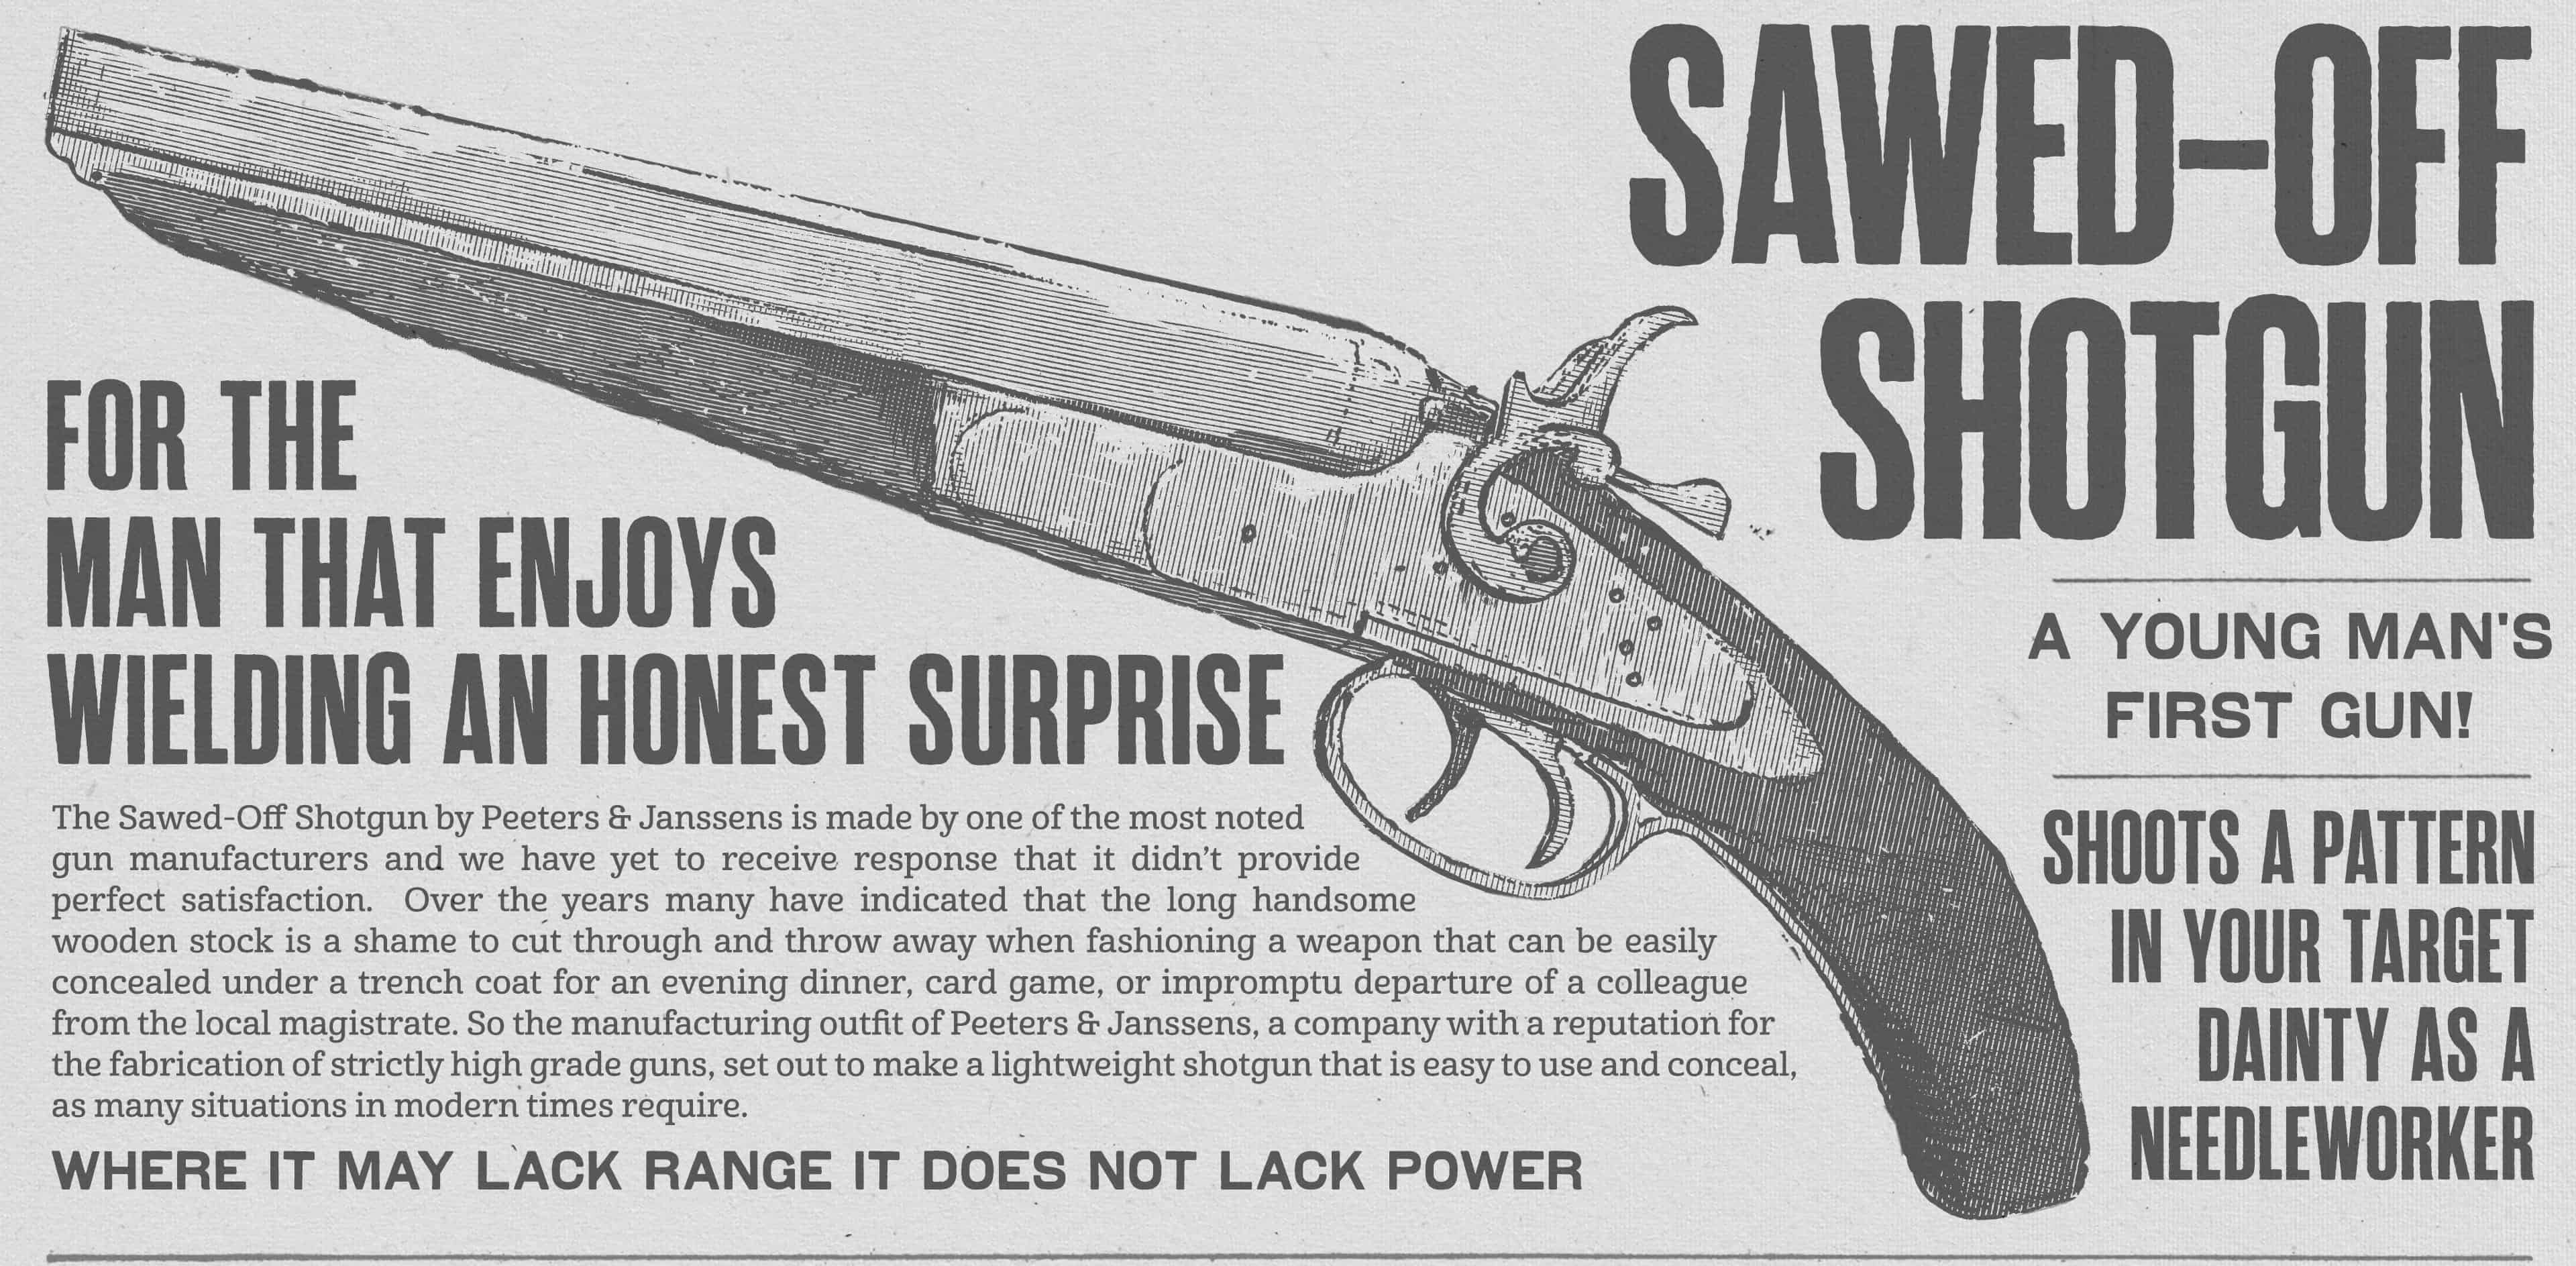 SAWED-OFF
SHOTGUN
FOR THE
MAN THAT ENJOYS
WIELDING AN HONEST SURPRISE
The Sawed-Off Shotgun by Peeters & Janssens is made by one of the most noted
gun manufacturers and we have yet to receive response that it didn't provide
perfect satisfaction. Over the years many have indicated that the long handsome
wooden stock is a shame to cut through and throw away when fashioning a weapon that can be easily
concealed under a trench coat for an evening dinner, card game, or impromptu departure of a colleague
from the local magistrate. So the manufacturing outfit of Peeters & Janssens, a company with a reputation for
the fabrication of strictly high grade guns, set out to make a lightweight shotgun that is easy to use and conceal,
as many situations in modern times require.
WHERE IT MAY LACK RANGE IT DOES NOT LACK POWER
A YOUNG MAN'S
FIRST GUN!
SHOOTS A PATTERN
IN YOUR TARGET
DAINTY AS A
NEEDLEWORKER